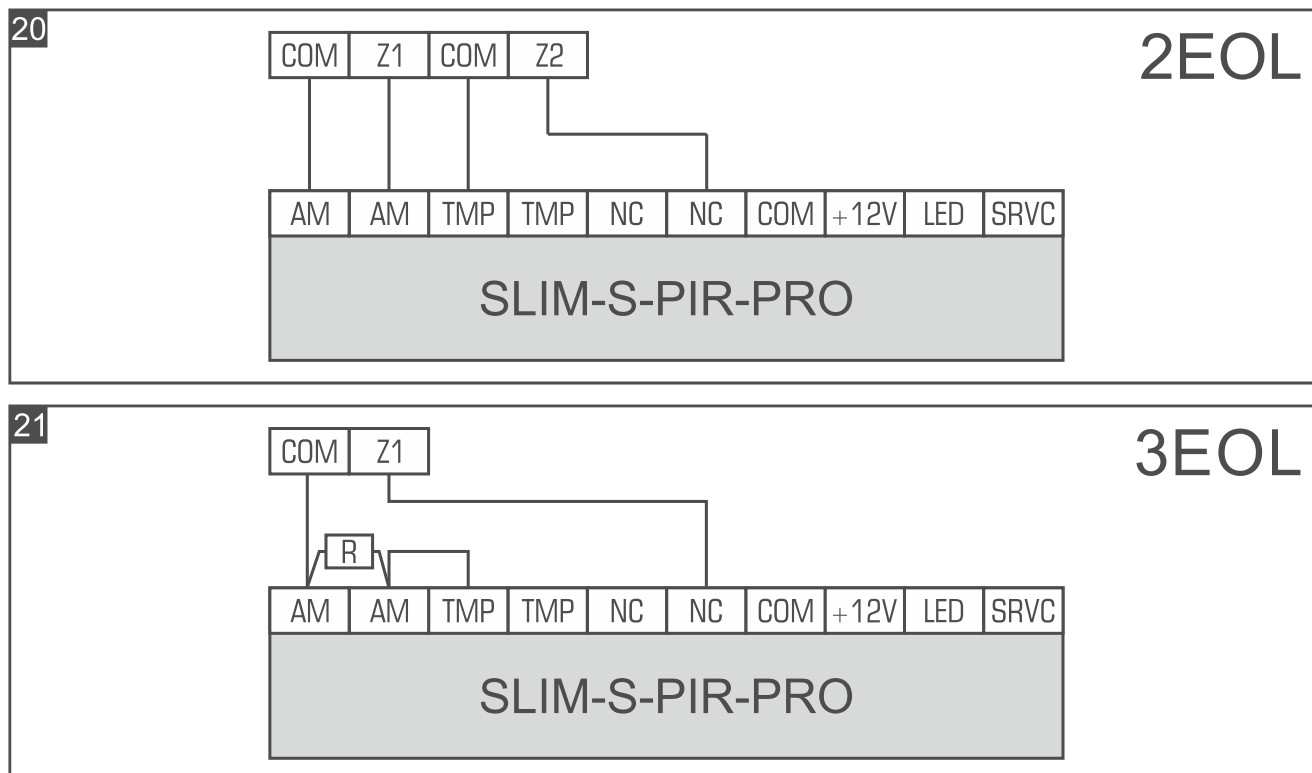 20
2EOL
COM Z1 COM Z2
AM AM TMP TMP NC NC COM +12V LED SRVC
SLIM-S-PIR-PRO
21
3EOL
COM Z1
R
AM AM TMP TMP NC NC COM +12V LED SRVC
SLIM-S-PIR-PRO